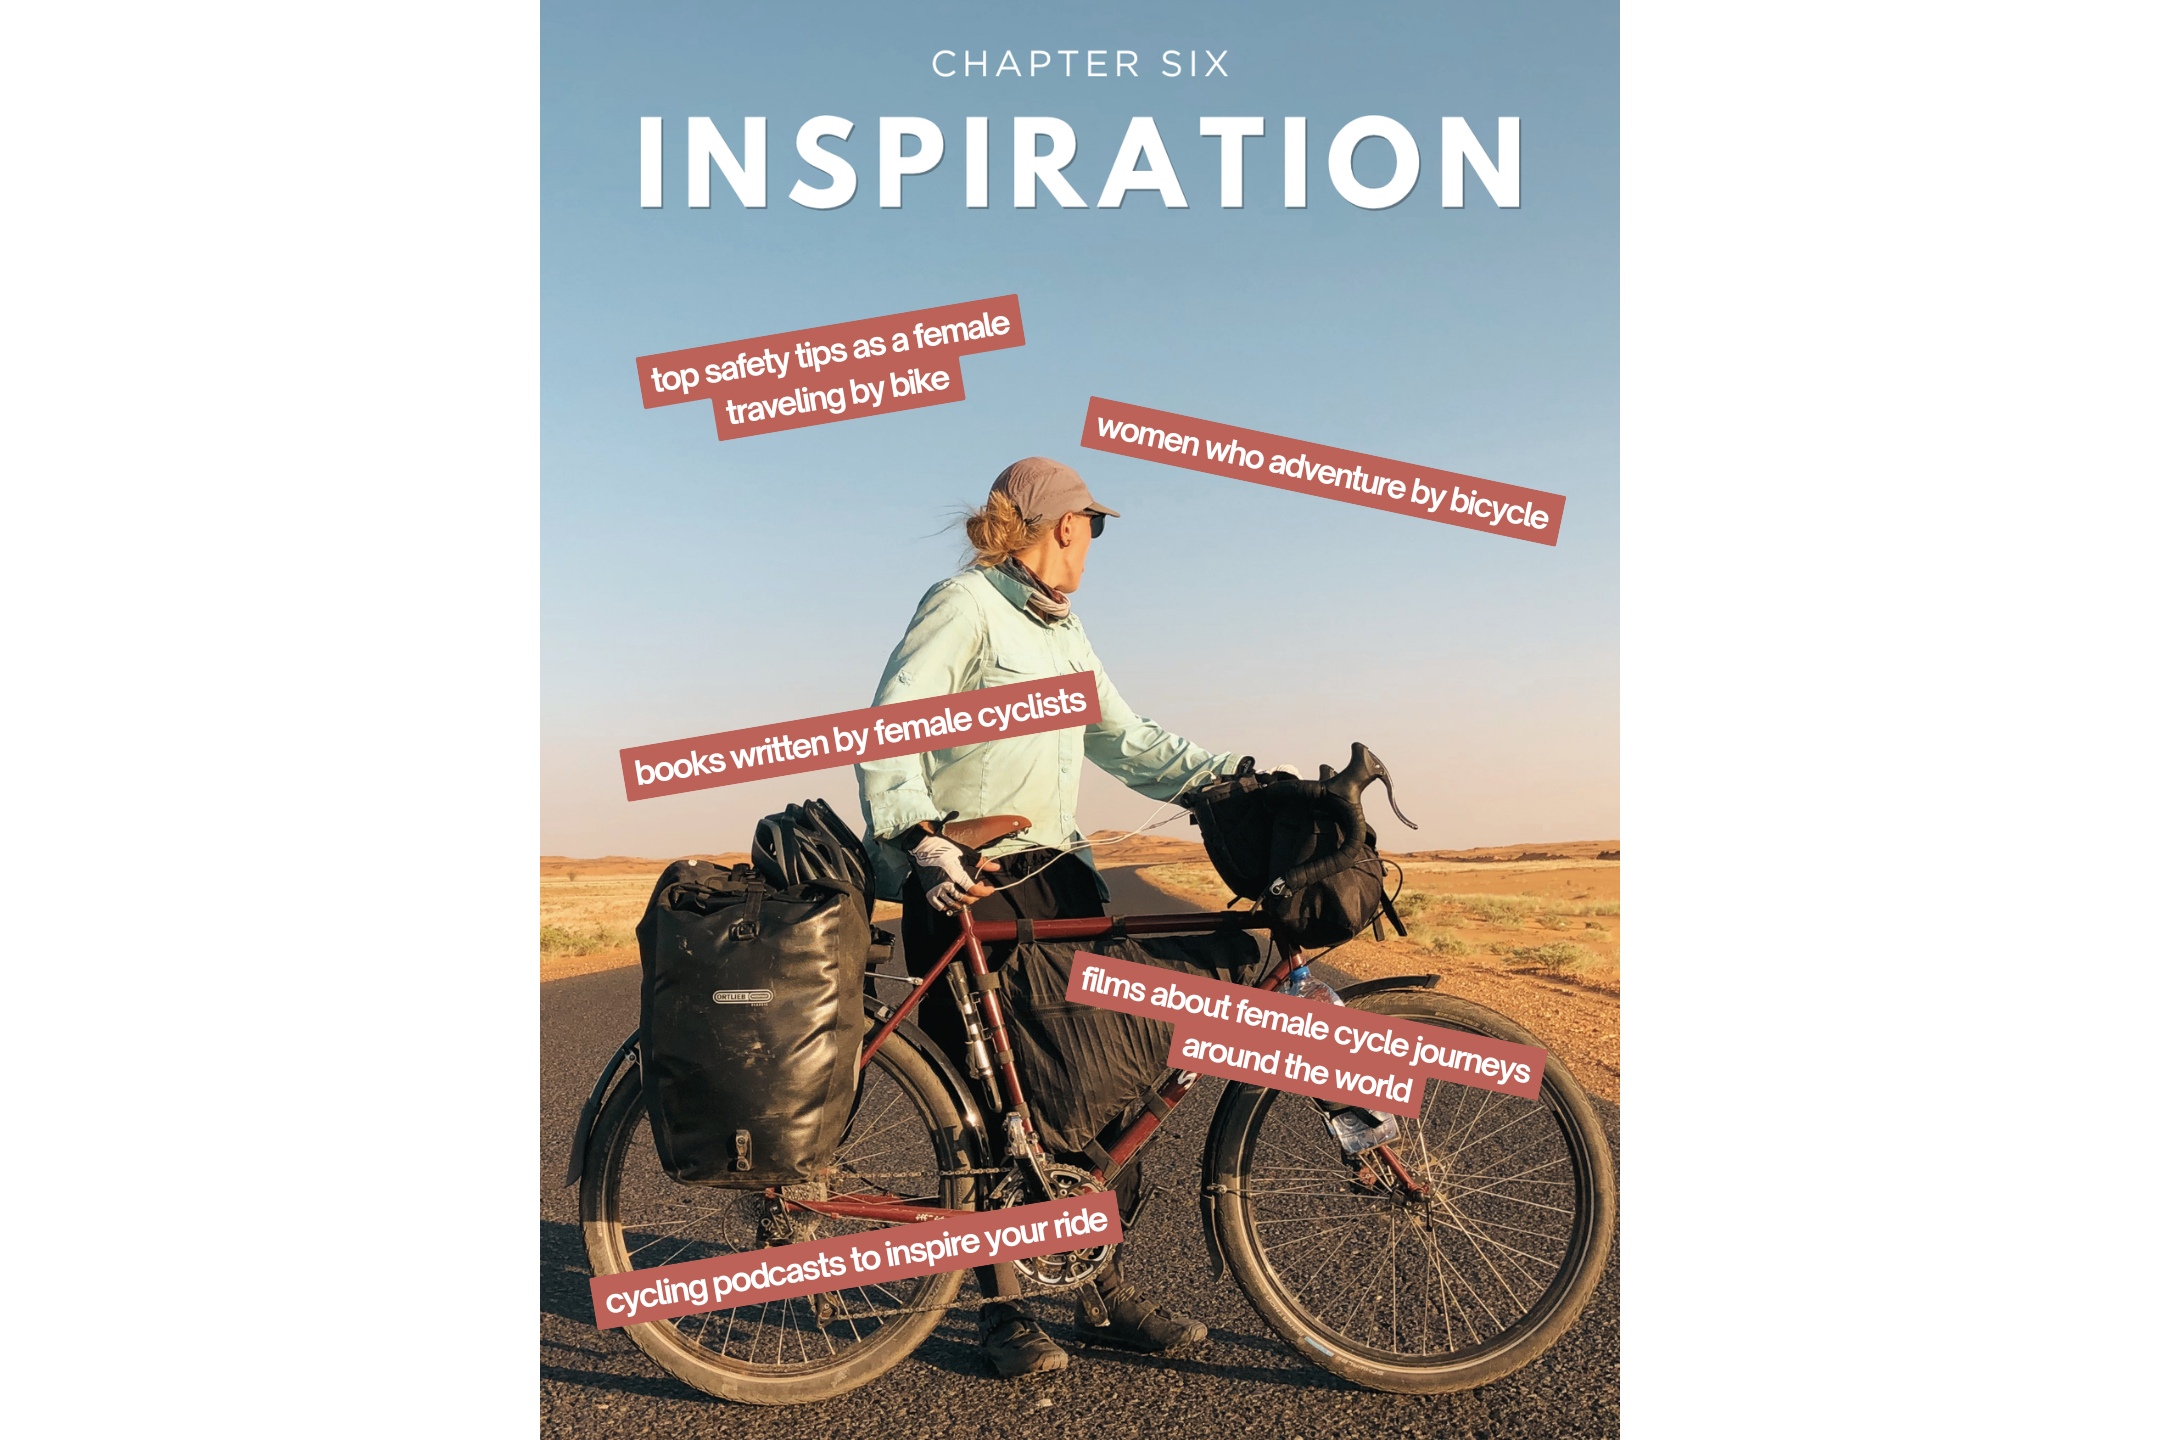 CHAPTER SIX
INSPIRATION
top safety tips as a female
traveling by bike
women who adventure by bicycle
books written by female cyclists
ORTLIEB
films about female cycle journeys
around the world
cycling podcasts to inspire your ride